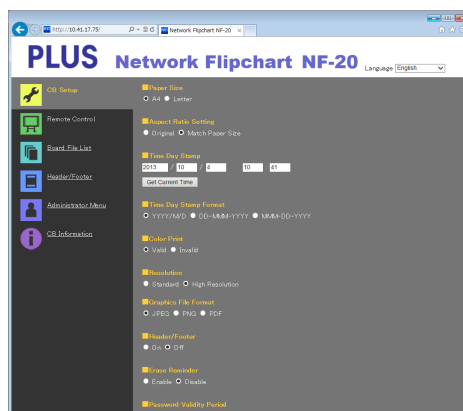 http://10.41.17.75/
Network Flipchart NF-20
PLUS Network Flipchart NF-20
Language English
CB Setup
Remote Control
Board File List
Header/Footer
Administrator Menu
CB Information
Paper Size
A4 Letter
Aspect Ratio Setting
Original Match Paper Size
Time Day Stamp
2013 / 10 / 4 10 41
Get Current Time
Time Day Stamp Format
YYYY/M/D DD-MMM-YYYY MMM-DD-YYYY
Color Print
Valid Invalid
Resolution
Standard High Resolution
Graphics File Format
JPEG PNG PDF
Header/Footer
On Off
Erase Reminder
Enable Disable
Password Validity Period